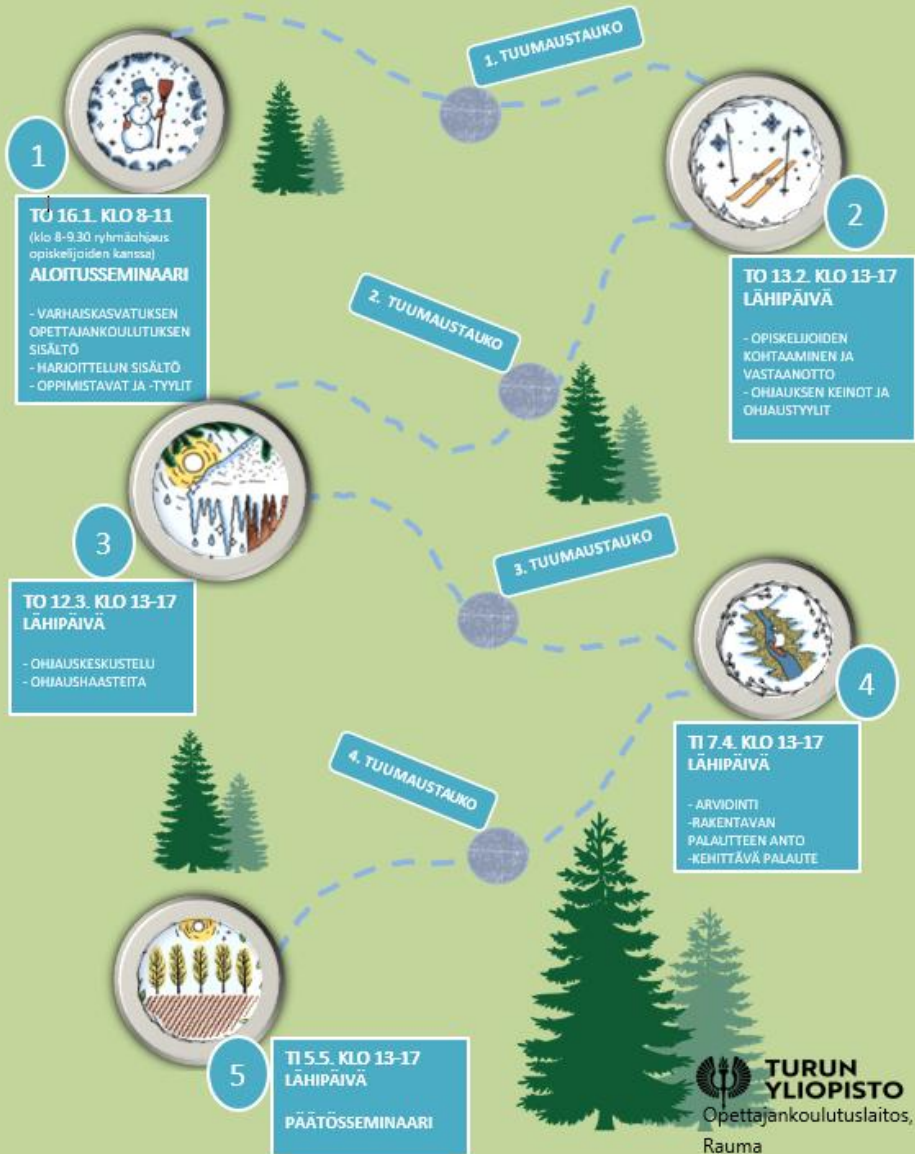 1. TUUMAUSTAUKO
1
TO 16.1. KLO 8-11
(klo 8-9.30 ryhmäohjaus
opiskelijoiden kanssa)
ALOITUSSEMINAARI
- VARHAISKASVATUKSEN
OPETTAJANKOULUTUKSEN
SISÄLTÖ
- HARJOITTELUN SISÄLTÖ
- OPPIMISTAVAT JA -TYYLIT
2
TO 13.2. KLO 13-17
LÄHIPÄIVÄ
- OPISKELIJOIDEN
KOHTAAMINEN JA
VASTAANOTTO
- OHJAUKSEN KEINOT JA
OHJAUSTYYLIT
2. TUUMAUSTAUKO
3
TO 12.3. KLO 13-17
LÄHIPÄIVÄ
- OHJAUSKESKUSTELU
- OHJAUSHAASTEITA
3. TUUMAUSTAUKO
4
TI 7.4. KLO 13-17
LÄHIPÄIVÄ
- ARVIOINTI
-RAKENTAVAN
PALAUTTEEN ANTO
-KEHITTÄVÄ PALAUTE
4. TUUMAUSTAUKO
5
TI 5.5. KLO 13-17
LÄHIPÄIVÄ
PÄÄTÖSSEMINAARI
TURUN
YLIOPISTO
Opettajankoulutuslaitos,
Rauma